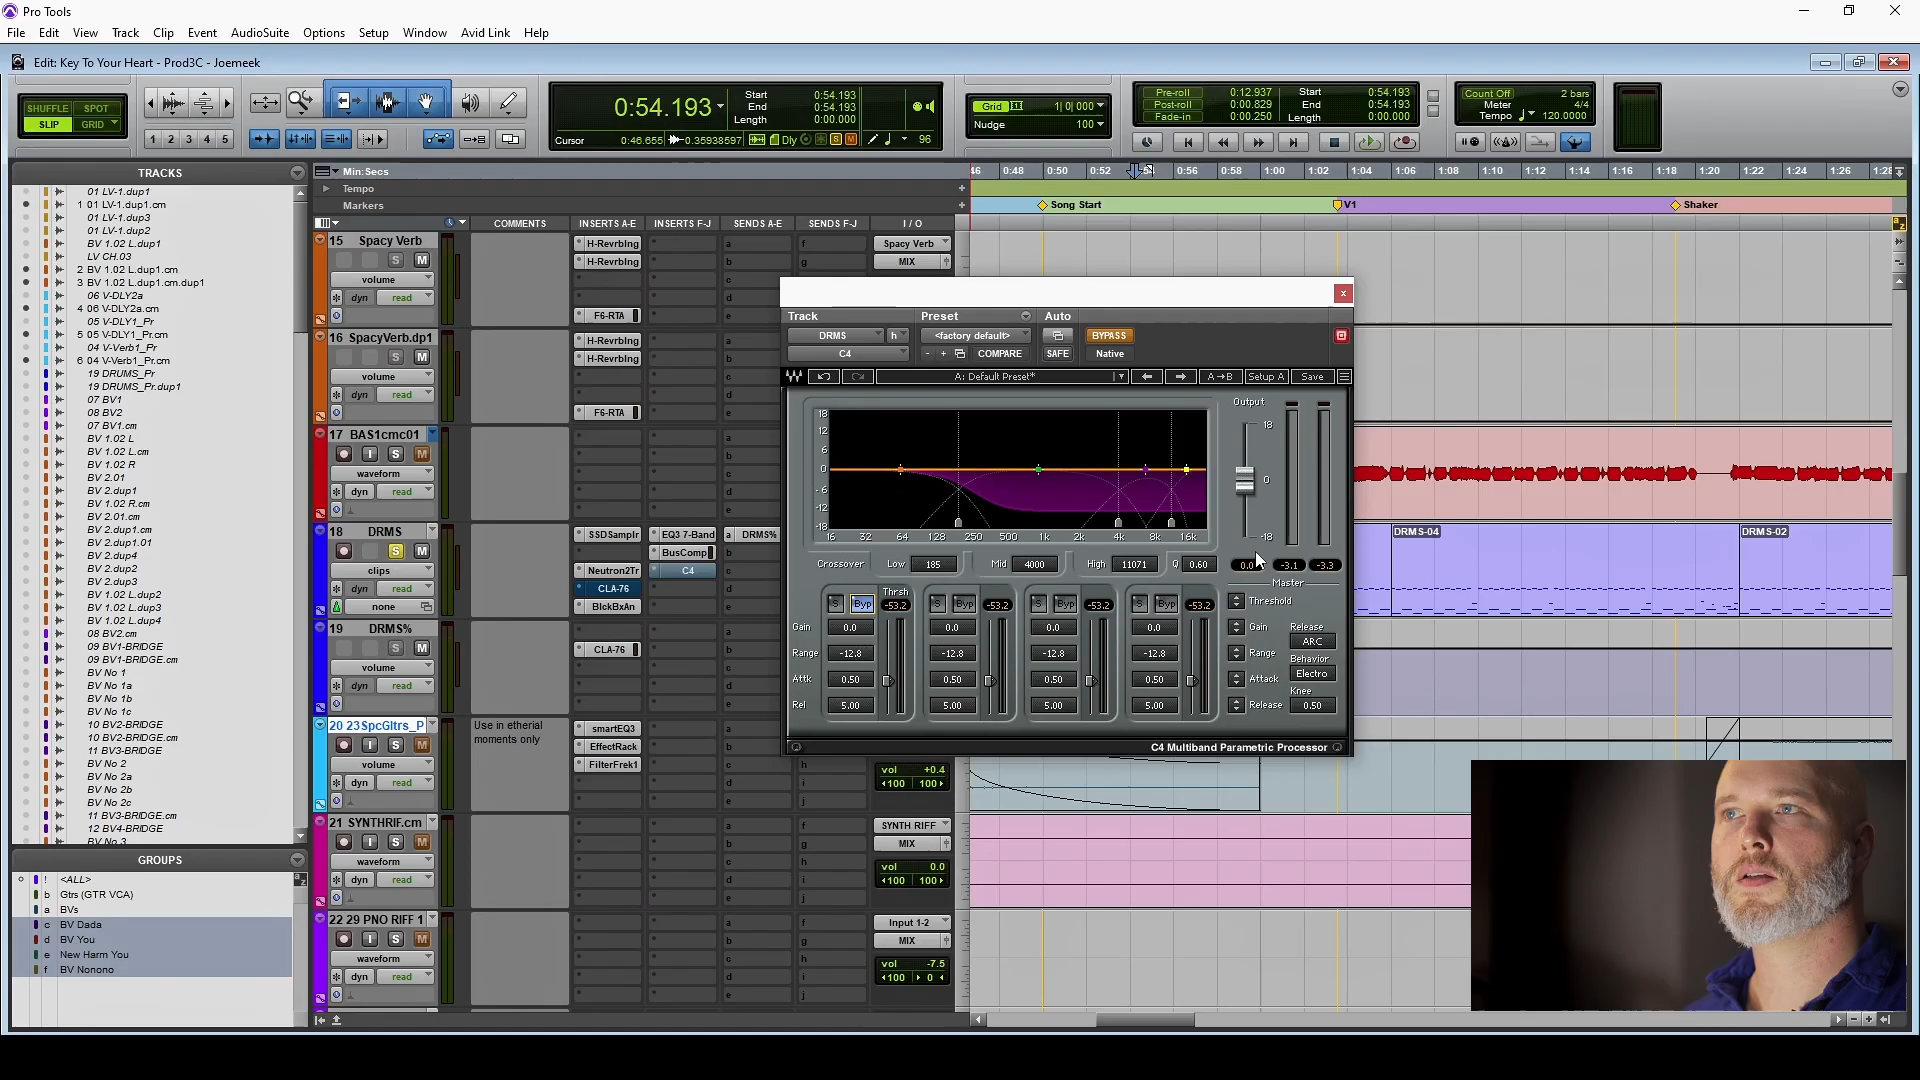 Pro Tools
File Edit View Track Clip Event AudioSuite Options Setup Window Avid Link Help
Edit: Key To Your Heart - Prod3C - Joemeek
SHUFFLE SPOT
SLIP GRID
1 2 3 4 5
0:54.193
Start 0:54.193
End 0:54.193
Length 0:00.000
Cursor 0:46.655 -0.35938597 Dly S M 96
Grid 1| 0| 000
Nudge 100
Pre-roll 0:12.937
Post-roll 0:00.829
Fade-in 0:00.250
Start 0:54.193
End 0:54.193
Length 0:00.000
Count Off 2 bars
Meter 4/4
Tempo 120.0000
TRACKS
01 LV-1.dup1
1 01 LV-1.dup1.cm
01 LV-1.dup3
01 LV-1.dup2
BV 1.02 L.dup1
LV CH.03
2 BV 1.02 L.dup1.cm
3 BV 1.02 L.dup1.cm.dup1
06 V-DLY2a
4 06 V-DLY2a.cm
05 V-DLY1_Pr
5 05 V-DLY1_Pr.cm
04 V-Verb1_Pr
6 04 V-Verb1_Pr.cm
19 DRUMS_Pr
19 DRUMS_Pr.dup1
07 BV1
08 BV2
07 BV1.cm
BV 1.02 L
BV 1.02 L.cm
BV 1.02 R
BV 2.01
BV 2.dup1
BV 1.02 R.cm
BV 2.01.cm
BV 2.dup1.cm
BV 2.dup1.01
BV 2.dup4
BV 2.dup2
BV 2.dup3
BV 1.02 L.dup2
BV 1.02 L.dup3
BV 1.02 L.dup4
08 BV2.cm
09 BV1-BRIDGE
09 BV1-BRIDGE.cm
BV No 1
BV No 1a
BV No 1b
BV No 1c
10 BV2-BRIDGE
10 BV2-BRIDGE.cm
11 BV3-BRIDGE
BV No 2
BV No 2a
BV No 2b
BV No 2c
11 BV3-BRIDGE.cm
12 BV4-BRIDGE
BV No 3
GROUPS
! <ALL>
b Gtrs (GTR VCA)
a BVs
c BV Dada
d BV You
e New Harm You
f BV Nonono
Min:Secs
Tempo
Markers
46 0:48 0:50 0:52 0:56 0:58 1:00 1:02 1:04 1:06 1:08 1:10 1:12 1:14 1:16 1:18 1:20 1:22 1:24 1:26 1:28
Song Start V1 Shaker
COMMENTS INSERTS A-E INSERTS F-J SENDS A-E SENDS F-J I / O
15 Spacy Verb
S M
volume
dyn read
H-RevrbIng
H-RevrbIng
F6-RTA
a b c d e
f g
Spacy Verb
MIX
16 SpacyVerb.dp1
S M
volume
dyn read
H-RevrbIng
H-RevrbIng
F6-RTA
a b c d e
17 BAS1cmc01
I S M
waveform
dyn read
a b c d e
18 DRMS
S M
clips
dyn read
none
SSDSamplr
Neutron2Tr
CLA-76
BlckBxAn
EQ3 7-Band
BusComp
C4
a DRMS%
b c d e
DRMS-04
DRMS-02
19 DRMS%
S M
volume
dyn read
CLA-76
a b c d e
20 23SpcGltrs_P
I S M
volume
dyn read
Use in etherial
moments only
smartEQ3
EffectRack
FilterFrek1
a b c d e
h i j
vol +0.4
100 100
21 SYNTHRIF.cm
I S M
waveform
dyn read
a b c d e
f g h i j
SYNTH RIFF
MIX
vol 0.0
100 100
22 29 PNO RIFF 1
I S M
waveform
dyn read
a b c d e
f g h i j
Input 1-2
MIX
vol -7.5
100 0
Track Preset Auto
DRMS h <factory default> BYPASS
C4 - + COMPARE SAFE Native
A: Default Preset* A→B Setup A Save
18
12
6
0
-6
-12
-18
16 32 64 128 250 500 1k 2k 4k 8k 16k
Output
18
0
-18
0.0 -3.1 -3.3
Crossover Low 185 Mid 4000 High 11071 Q 0.60
Master
Thrsh
S Byp -53.2 S Byp -53.2 S Byp -53.2 S Byp -53.2 Threshold
Gain 0.0 0.0 0.0 0.0 Gain
Range -12.8 -12.8 -12.8 -12.8 Range
Attk 0.50 0.50 0.50 0.50 Attack
Rel 5.00 5.00 5.00 5.00 Release
Release
ARC
Behavior
Electro
Knee
0.50
C4 Multiband Parametric Processor